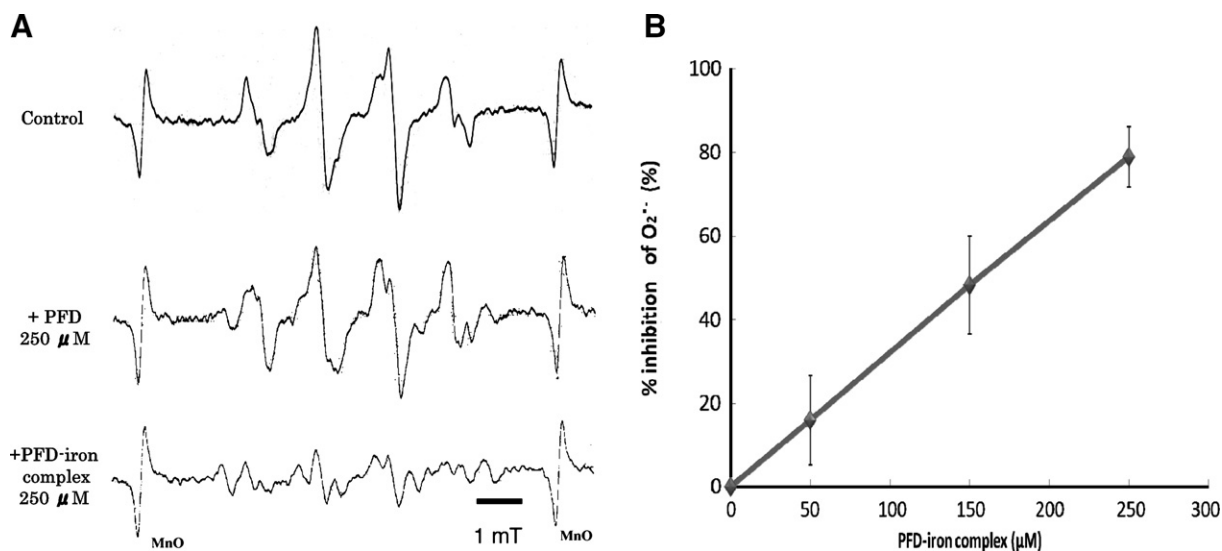 A
Control
+ PFD
250 μM
+PFD-iron
complex
250 μM
MnO
1 mT
MnO
B
% inhibition of O₂•- (%)
100
80
60
40
20
0
0 50 100 150 200 250 300
PFD-iron complex (μM)